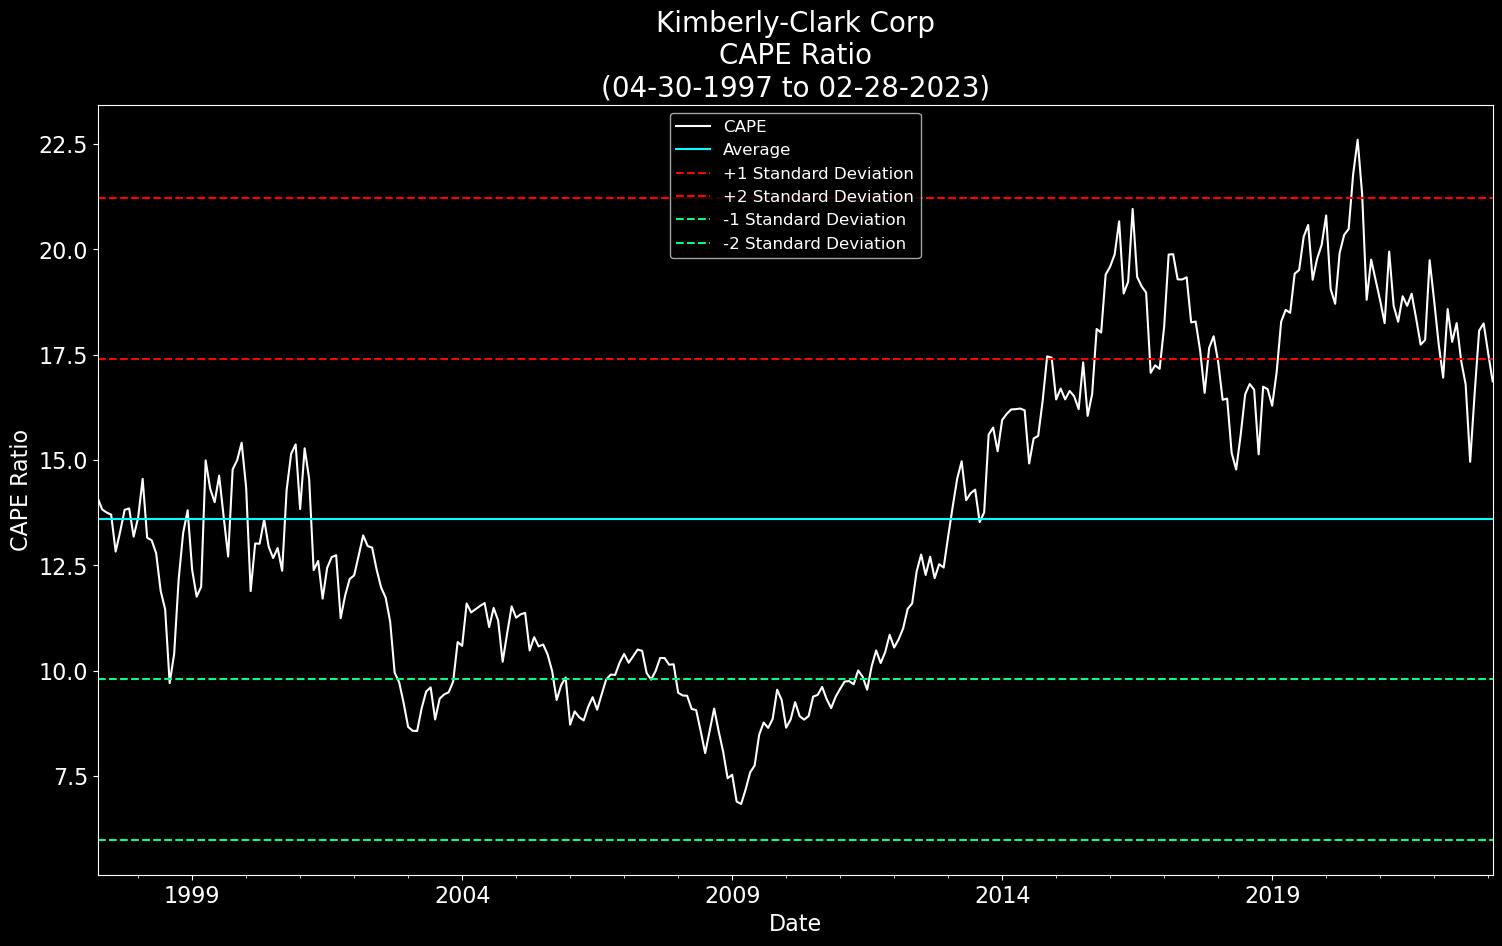 Kimberly-Clark Corp
CAPE Ratio
(04-30-1997 to 02-28-2023)
CAPE
Average
+1 Standard Deviation
+2 Standard Deviation
-1 Standard Deviation
-2 Standard Deviation
CAPE Ratio
22.5
20.0
17.5
15.0
12.5
10.0
7.5
1999
2004
2009
2014
2019
Date